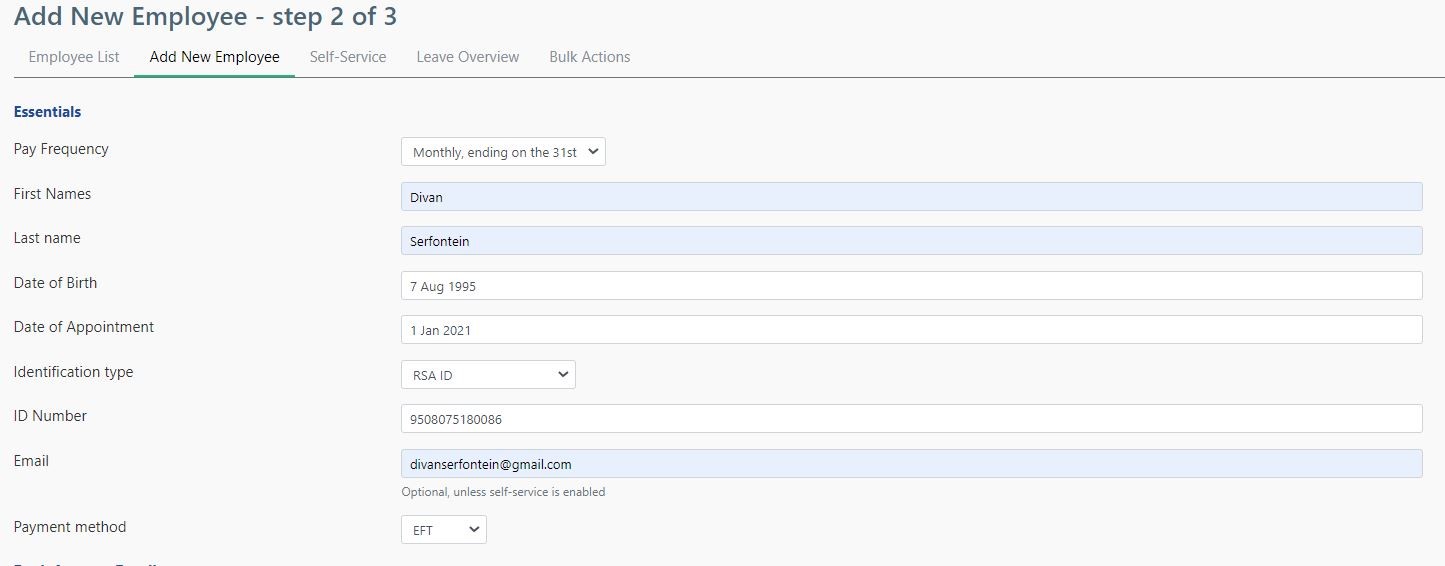 Add New Employee - step 2 of 3
Employee List Add New Employee Self-Service Leave Overview Bulk Actions
Essentials
Pay Frequency Monthly, ending on the 31st
First Names Divan
Last name Serfontein
Date of Birth 7 Aug 1995
Date of Appointment 1 Jan 2021
Identification type RSA ID
ID Number 9508075180086
Email divanserfontein@gmail.com
Optional, unless self-service is enabled
Payment method EFT